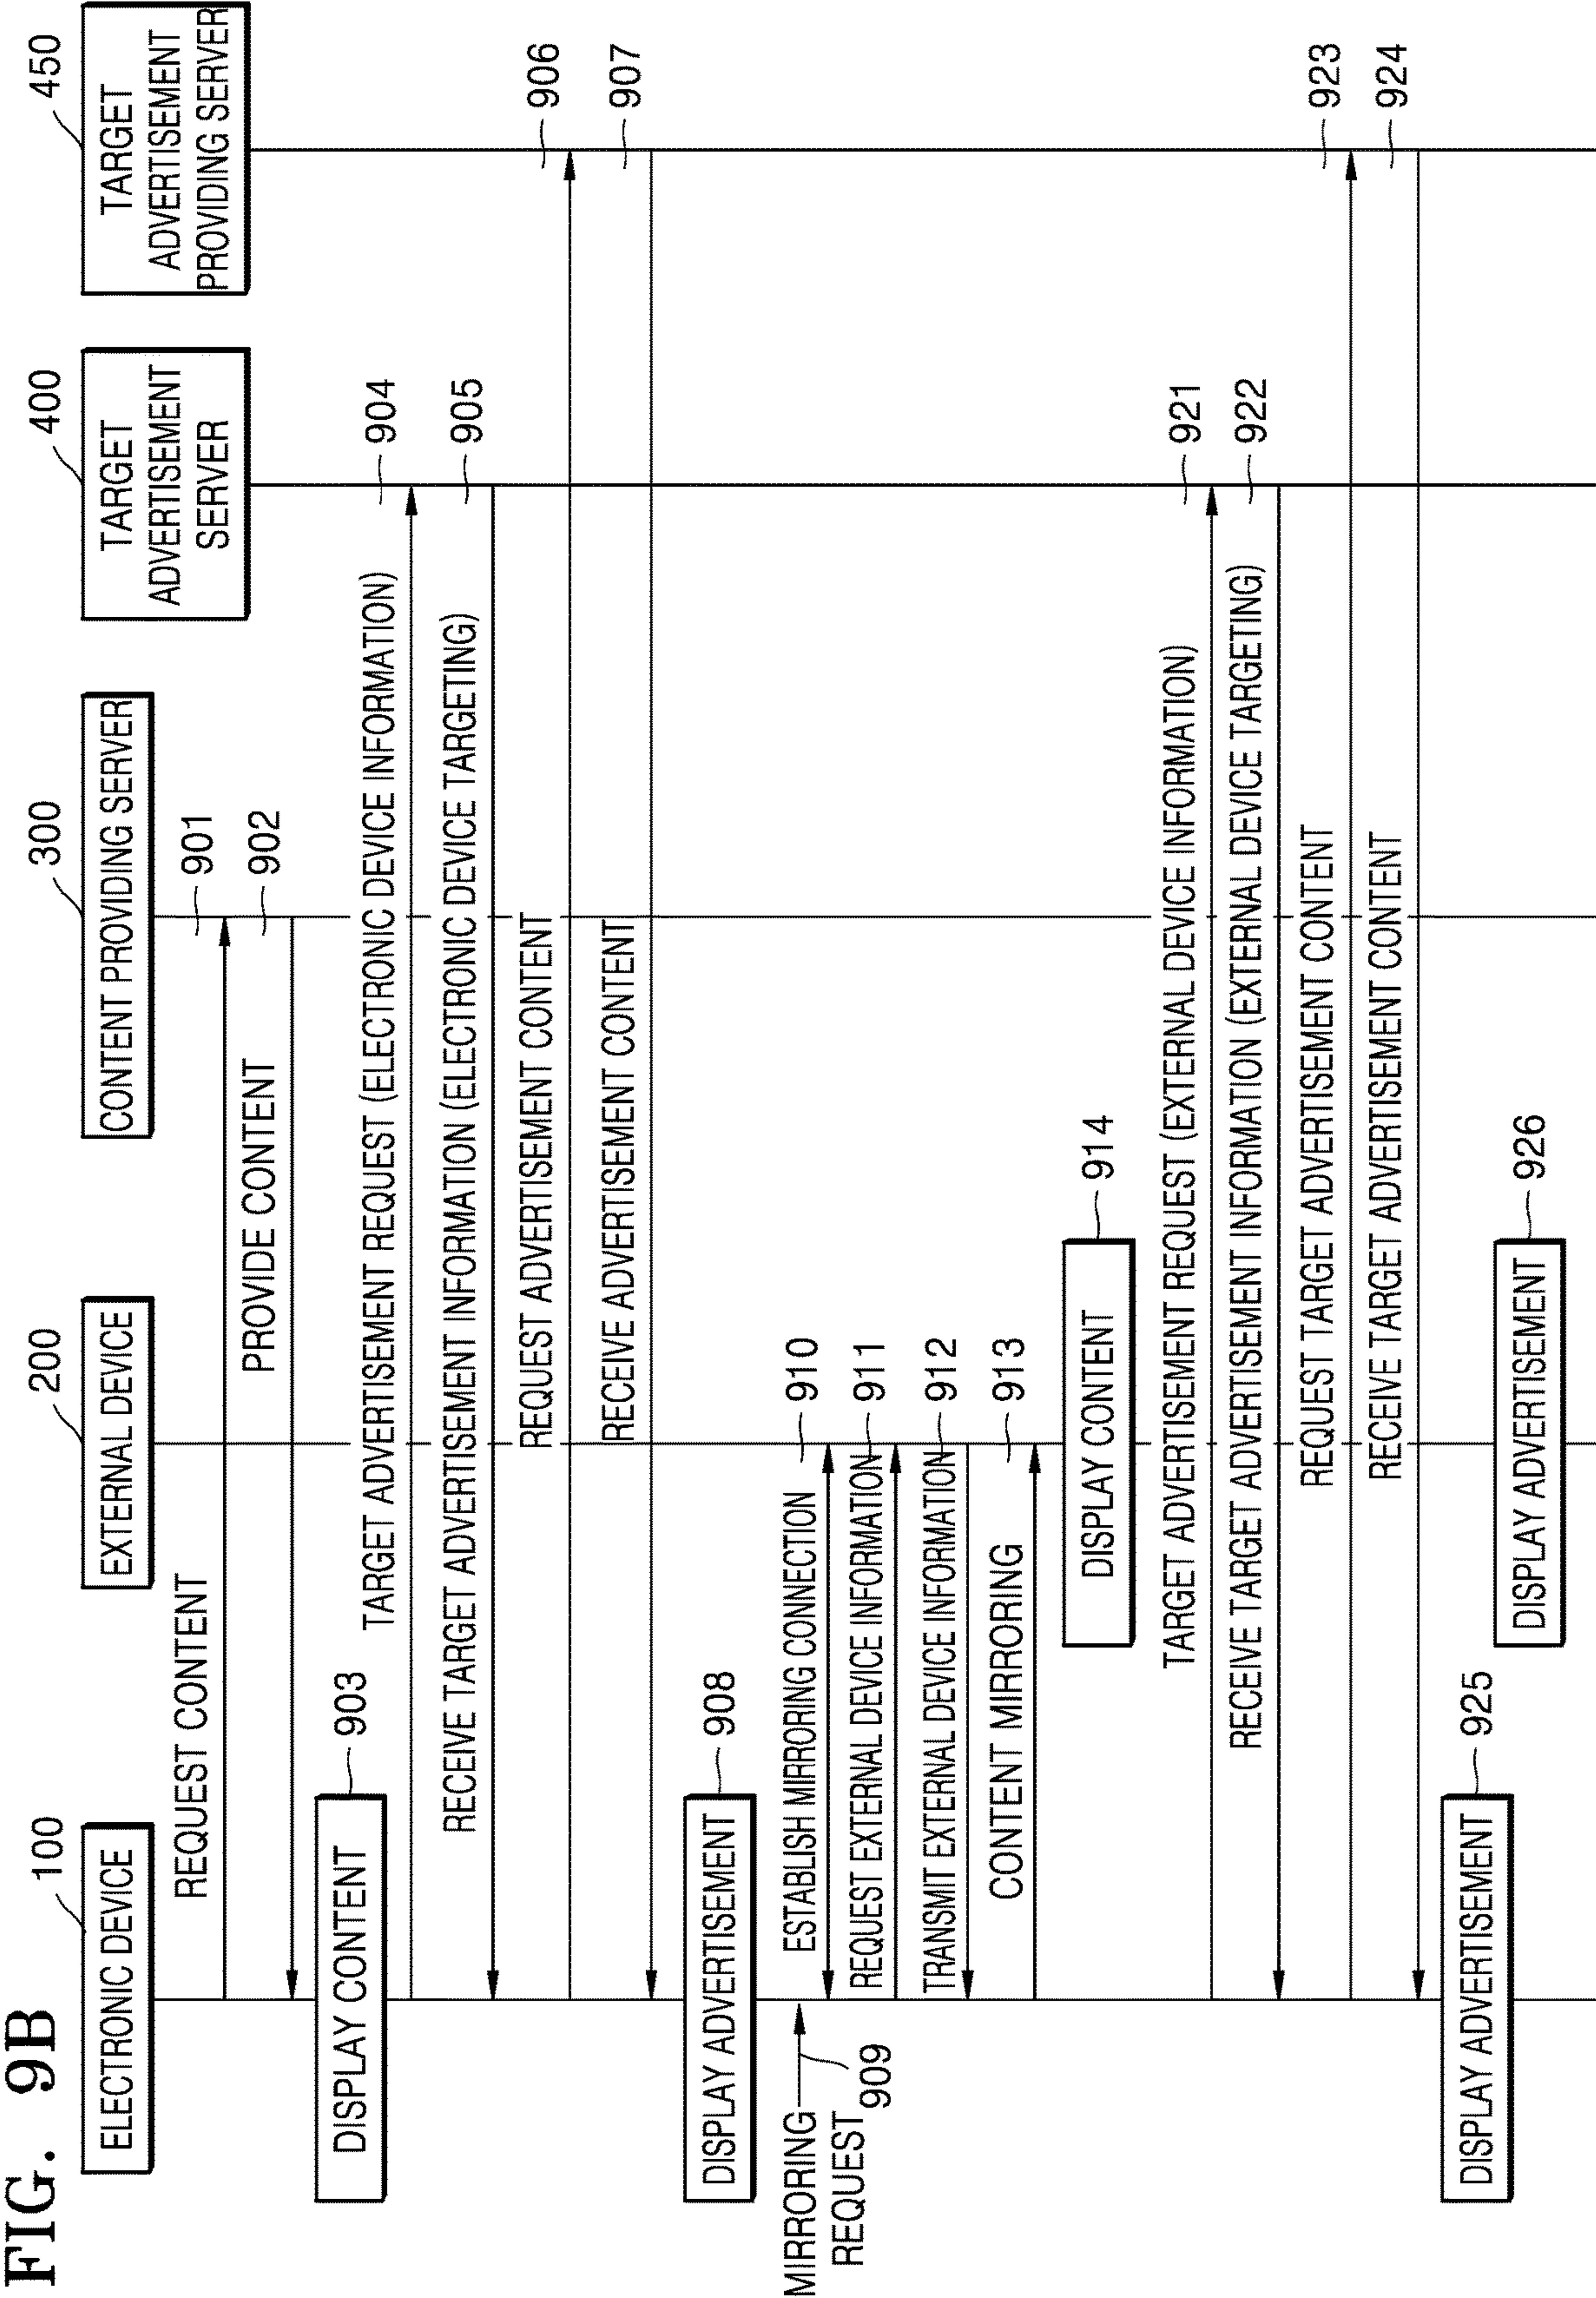 FIG. 9B
100
ELECTRONIC DEVICE
200
EXTERNAL DEVICE
300
CONTENT PROVIDING SERVER
400
TARGET
ADVERTISEMENT
SERVER
450
TARGET
ADVERTISEMENT
PROVIDING SERVER
REQUEST CONTENT
901
PROVIDE CONTENT
902
DISPLAY CONTENT
903
TARGET ADVERTISEMENT REQUEST (ELECTRONIC DEVICE INFORMATION)
904
RECEIVE TARGET ADVERTISEMENT INFORMATION (ELECTRONIC DEVICE TARGETING)
905
REQUEST ADVERTISEMENT CONTENT
906
RECEIVE ADVERTISEMENT CONTENT
907
DISPLAY ADVERTISEMENT
908
MIRRORING
REQUEST
909
ESTABLISH MIRRORING CONNECTION
910
REQUEST EXTERNAL DEVICE INFORMATION
911
TRANSMIT EXTERNAL DEVICE INFORMATION
912
CONTENT MIRRORING
913
DISPLAY CONTENT
914
TARGET ADVERTISEMENT REQUEST (EXTERNAL DEVICE INFORMATION)
921
RECEIVE TARGET ADVERTISEMENT INFORMATION (EXTERNAL DEVICE TARGETING)
922
REQUEST TARGET ADVERTISEMENT CONTENT
923
RECEIVE TARGET ADVERTISEMENT CONTENT
924
DISPLAY ADVERTISEMENT
925
DISPLAY ADVERTISEMENT
926